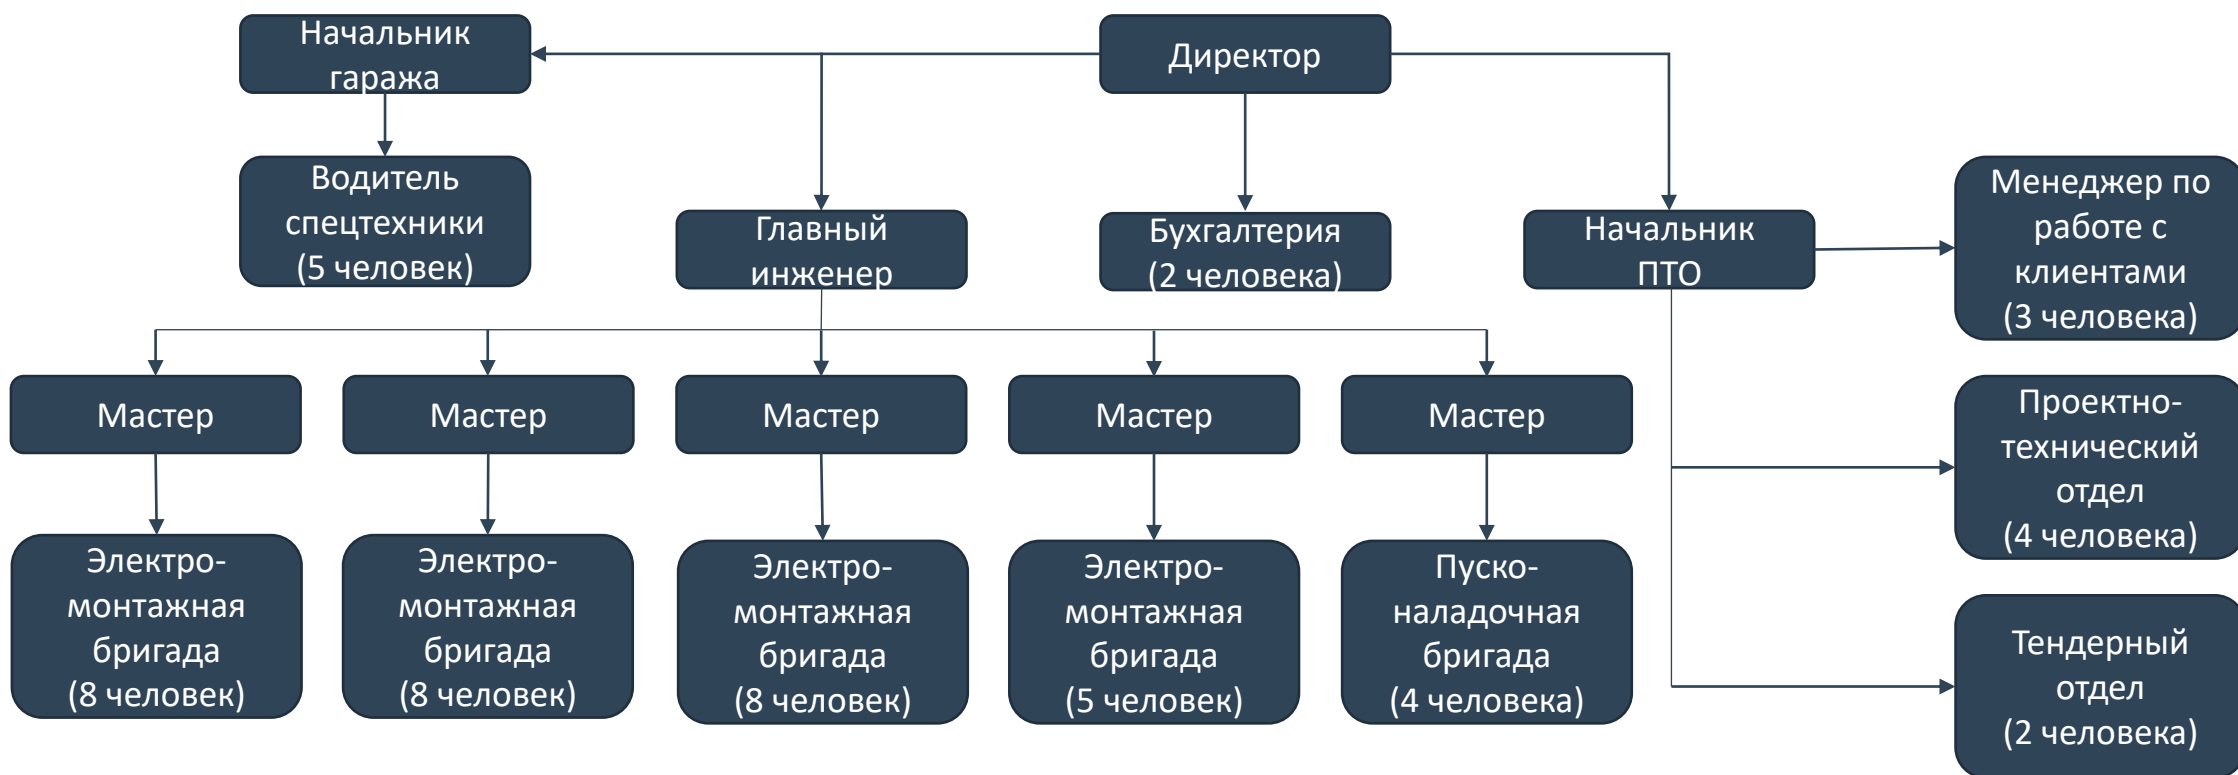 Начальник
гаража
Директор
Водитель
спецтехники
(5 человек)
Главный
инженер
Бухгалтерия
(2 человека)
Начальник
ПТО
Менеджер по
работе с
клиентами
(3 человека)
Мастер
Мастер
Мастер
Мастер
Мастер
Проектно-
технический
отдел
(4 человека)
Электро-
монтажная
бригада
(8 человек)
Электро-
монтажная
бригада
(8 человек)
Электро-
монтажная
бригада
(8 человек)
Электро-
монтажная
бригада
(5 человек)
Пуско-
наладочная
бригада
(4 человека)
Тендерный
отдел
(2 человека)